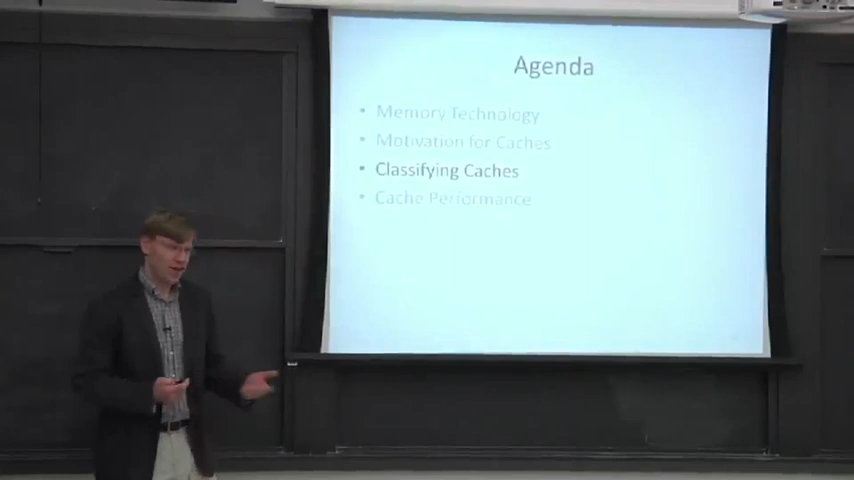 Agenda
• Memory Technology
• Motivation for Caches
• Classifying Caches
• Cache Performance